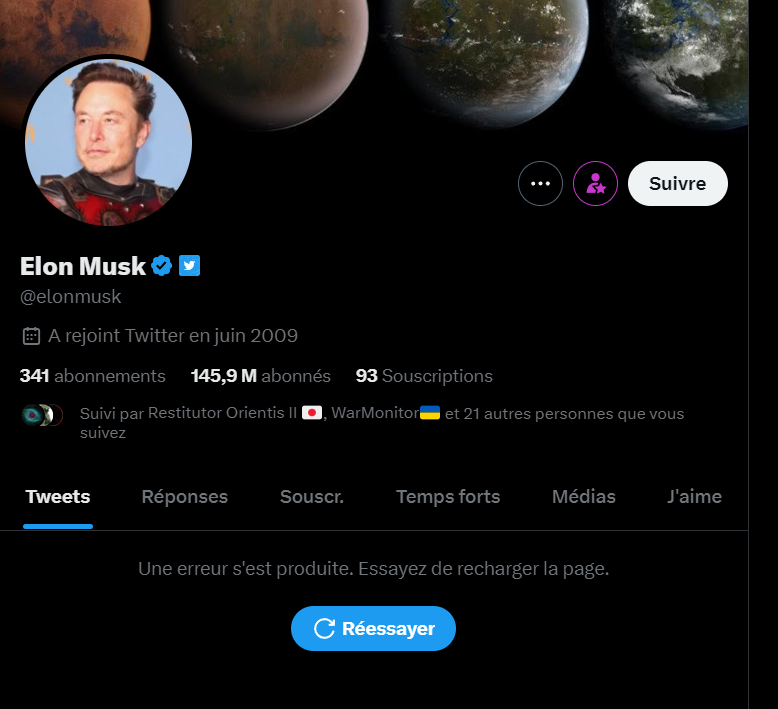 Suivre
Elon Musk
@elonmusk
A rejoint Twitter en juin 2009
341 abonnements 145,9 M abonnés 93 Souscriptions
Suivi par Restitutor Orientis II 🇯🇵, WarMonitor🇺🇦 et 21 autres personnes que vous
suivez
Tweets Réponses Souscr. Temps forts Médias J'aime
Une erreur s'est produite. Essayez de recharger la page.
Réessayer